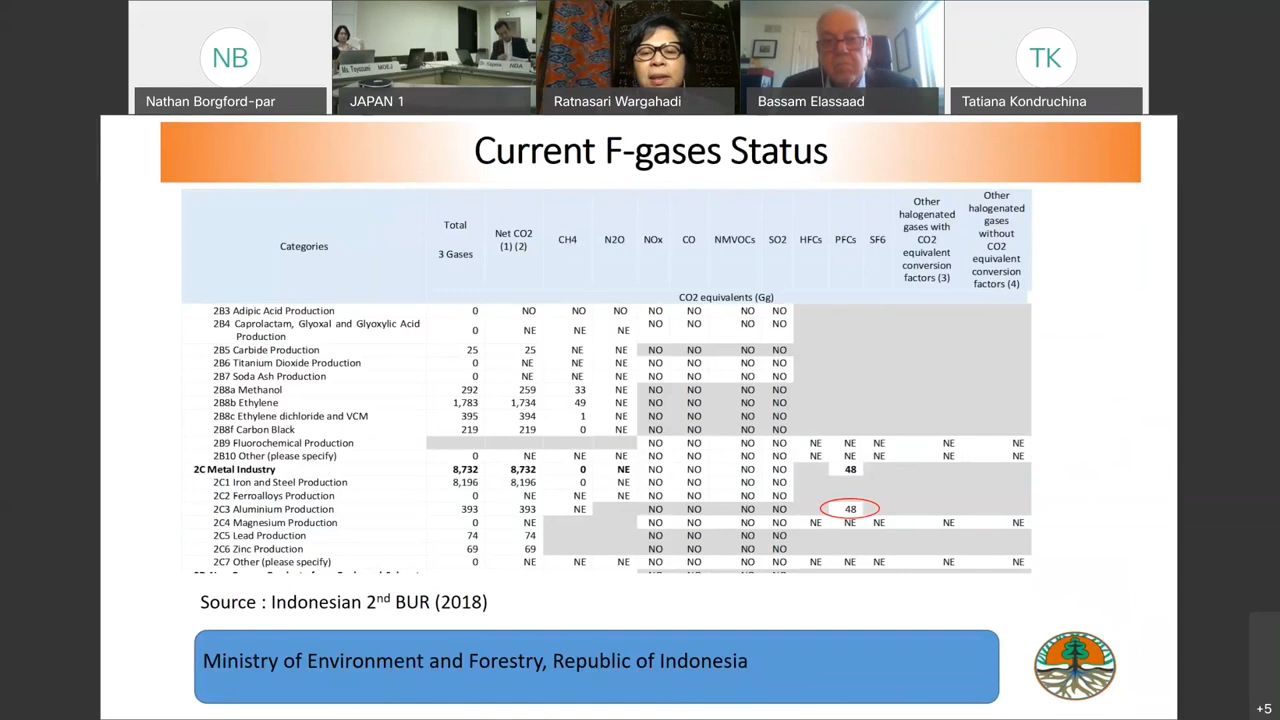 NB
TK
Ms. Toyozumi MOEJ
NDA
Nathan Borgford-par
JAPAN 1
Ratnasari Wargahadi
Bassam Elassaad
Tatiana Kondruchina
Current F-gases Status
Categories
Total
3 Gases
Net CO2
(1) (2)
CH4
N2O
NOx
CO
NMVOCs
SO2
HFCs
PFCs
SF6
Other
halogenated
gases with
CO2
equivalent
conversion
factors (3)
Other
halogenated
gases
without
CO2
equivalent
conversion
factors (4)
CO2 equivalents (Gg)
2B3 Adipic Acid Production 0 NO NO NO NO NO NO NO
2B4 Caprolactam, Glyoxal and Glyoxylic Acid
Production 0 NE NE NE NO NO NO NO
2B5 Carbide Production 25 25 NE NE NO NO NO NO
2B6 Titanium Dioxide Production 0 NE NE NE NO NO NO NO
2B7 Soda Ash Production 0 NE NE NE NO NO NO NO
2B8a Methanol 292 259 33 NE NO NO NO NO
2B8b Ethylene 1,783 1,734 49 NE NO NO NO NO
2B8c Ethylene dichloride and VCM 395 394 1 NE NO NO NO NO
2B8f Carbon Black 219 219 0 NE NO NO NO NO
2B9 Fluorochemical Production NO NO NO NO NE NE NE NE NE
2B10 Other (please specify) 0 NE NE NE NO NO NO NO NE NE NE NE NE
2C Metal Industry 8,732 8,732 0 NE NO NO NO NO 48
2C1 Iron and Steel Production 8,196 8,196 0 NE NO NO NO NO
2C2 Ferroalloys Production 0 NE NE NE NO NO NO NO
2C3 Aluminium Production 393 393 NE NO NO NO NO 48
2C4 Magnesium Production 0 NE NO NO NO NO NE NE NE NE NE
2C5 Lead Production 74 74 NO NO NO NO
2C6 Zinc Production 69 69 NO NO NO NO
2C7 Other (please specify) 0 NE NE NE NO NO NO NO NE NE NE NE NE
Source : Indonesian 2nd BUR (2018)
Ministry of Environment and Forestry, Republic of Indonesia
+5